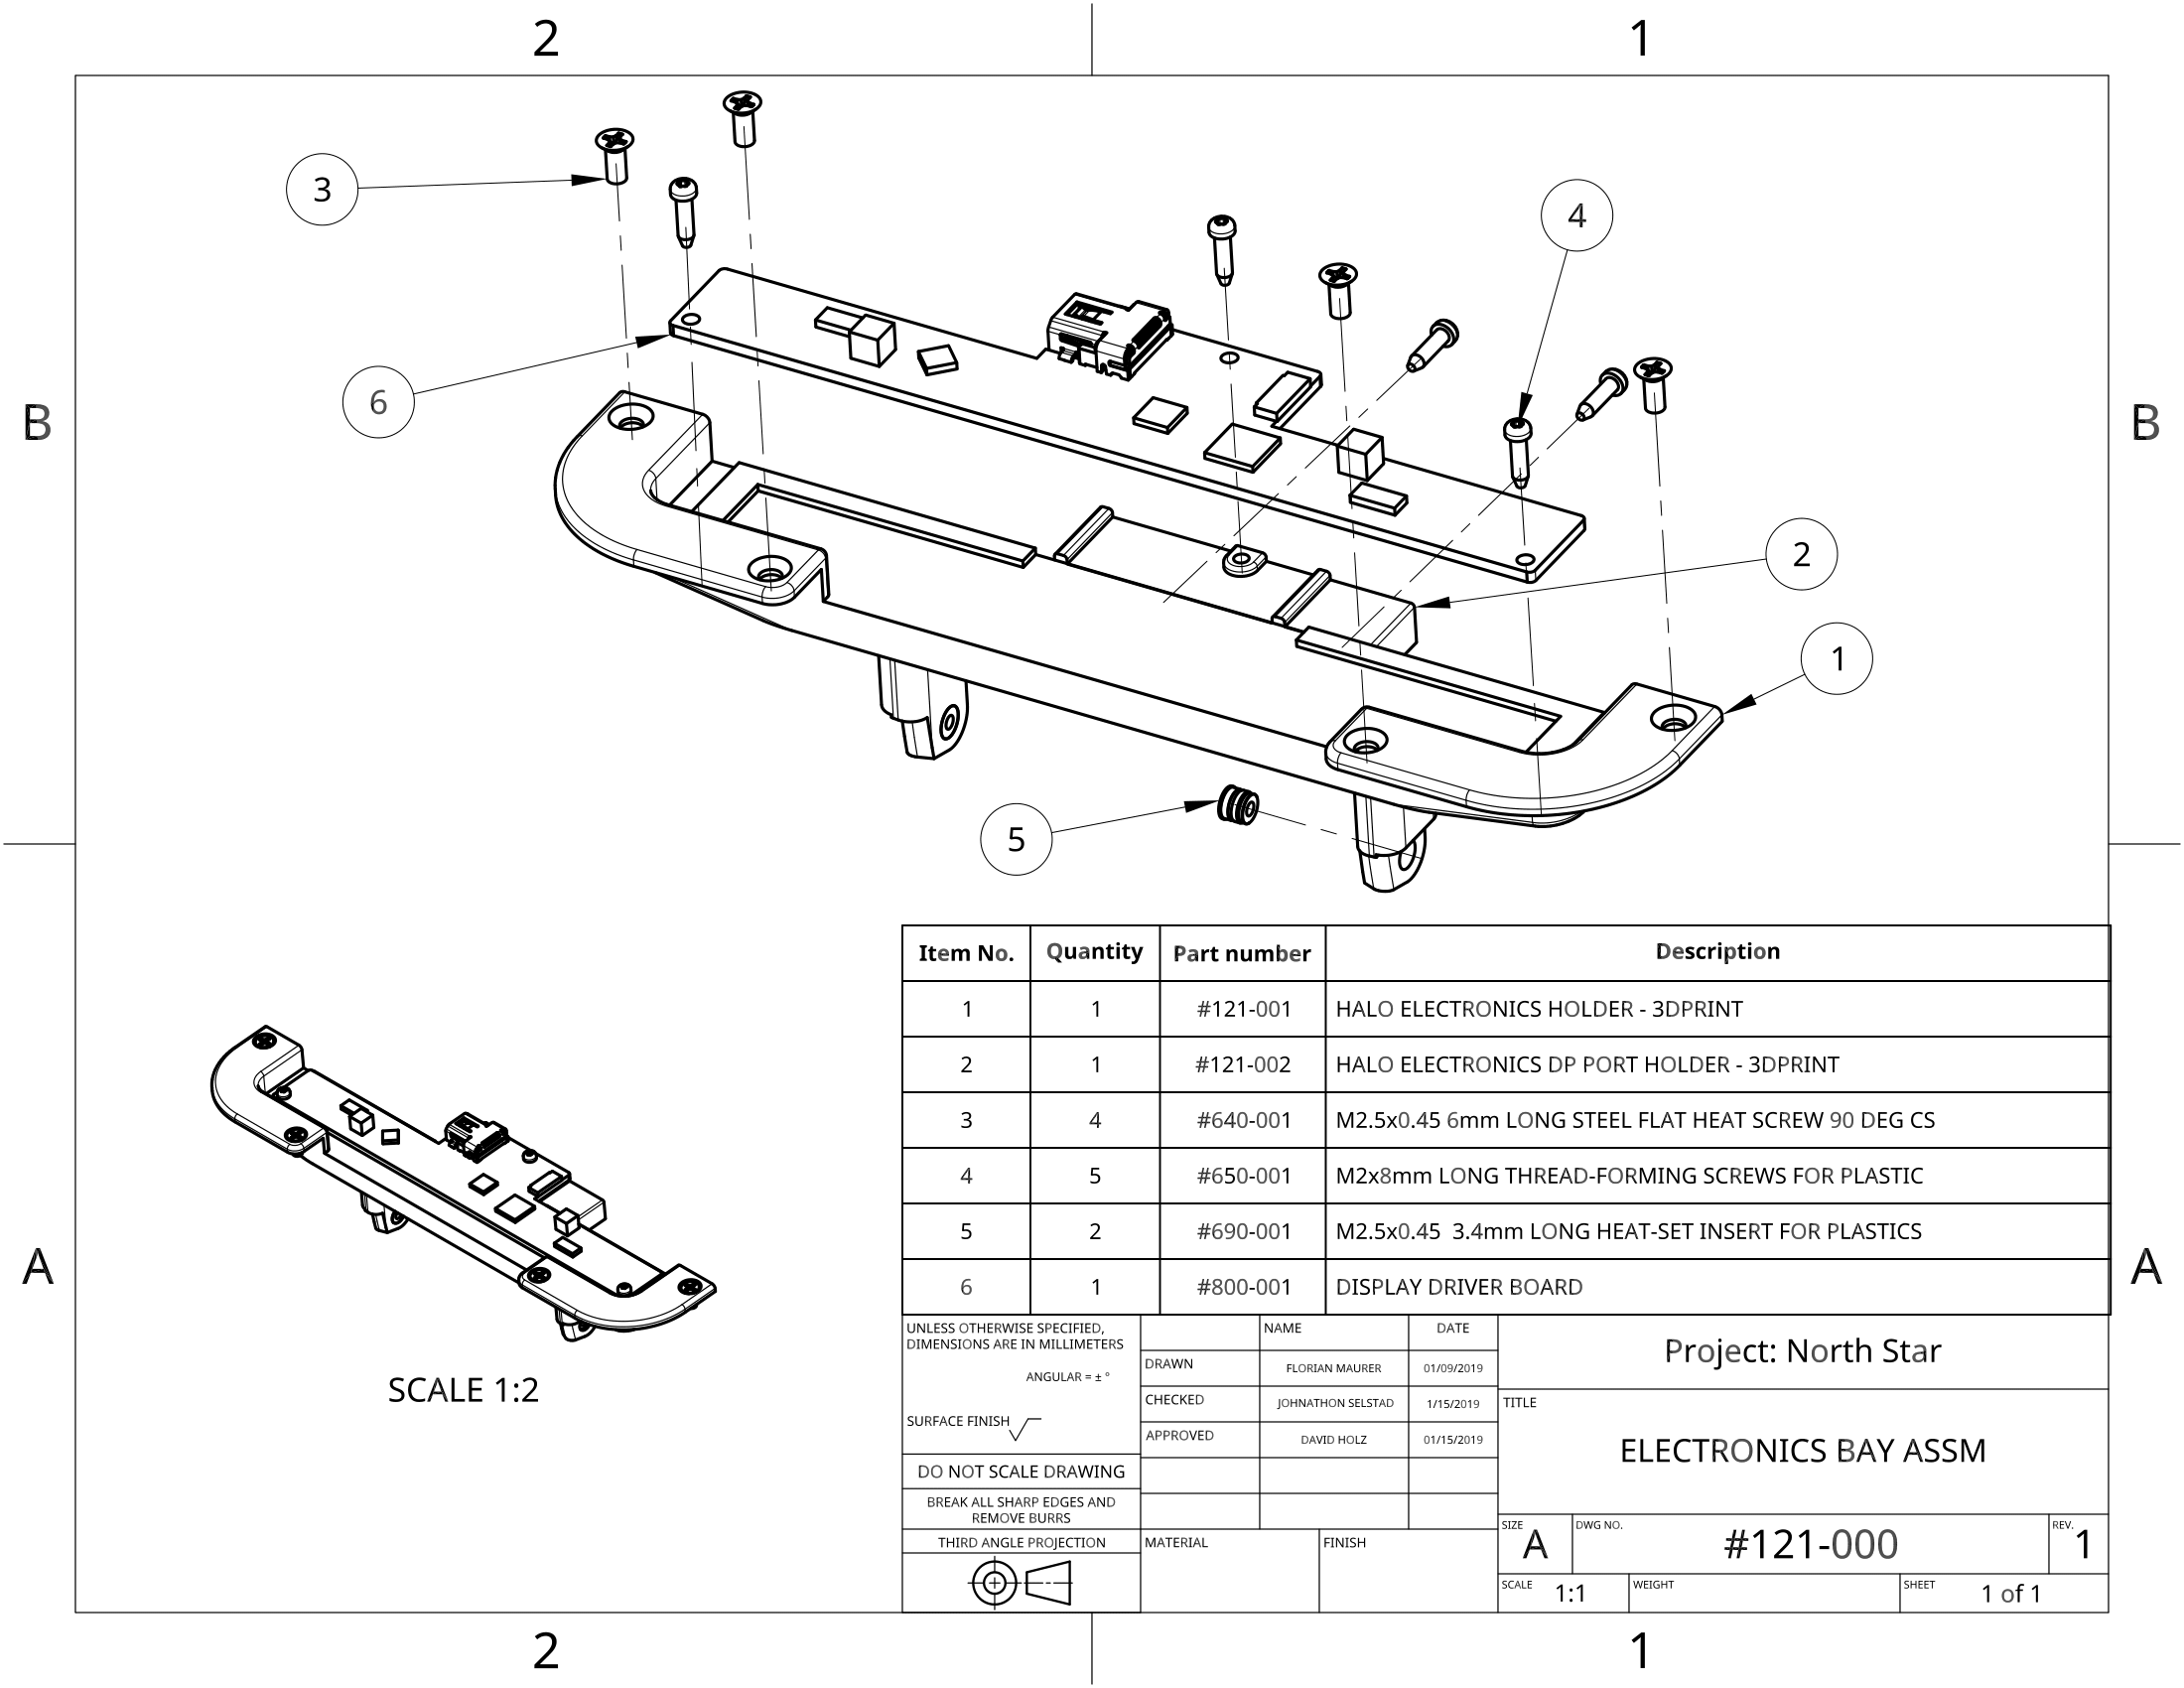 2 1
3
4
B 6 B
2
1
5
Item No. Quantity Part number Description
1 1 #121-001 HALO ELECTRONICS HOLDER - 3DPRINT
2 1 #121-002 HALO ELECTRONICS DP PORT HOLDER - 3DPRINT
3 4 #640-001 M2.5x0.45 6mm LONG STEEL FLAT HEAT SCREW 90 DEG CS
4 5 #650-001 M2x8mm LONG THREAD-FORMING SCREWS FOR PLASTIC
5 2 #690-001 M2.5x0.45 3.4mm LONG HEAT-SET INSERT FOR PLASTICS
6 1 #800-001 DISPLAY DRIVER BOARD
A A
SCALE 1:2
UNLESS OTHERWISE SPECIFIED,
DIMENSIONS ARE IN MILLIMETERS
ANGULAR = ± °
SURFACE FINISH
DO NOT SCALE DRAWING
BREAK ALL SHARP EDGES AND
REMOVE BURRS
THIRD ANGLE PROJECTION
NAME DATE
DRAWN FLORIAN MAURER 01/09/2019
CHECKED JOHNATHON SELSTAD 1/15/2019
APPROVED DAVID HOLZ 01/15/2019
MATERIAL FINISH
Project: North Star
TITLE
ELECTRONICS BAY ASSM
SIZE A DWG NO. #121-000 REV. 1
SCALE 1:1 WEIGHT SHEET 1 of 1
2 1